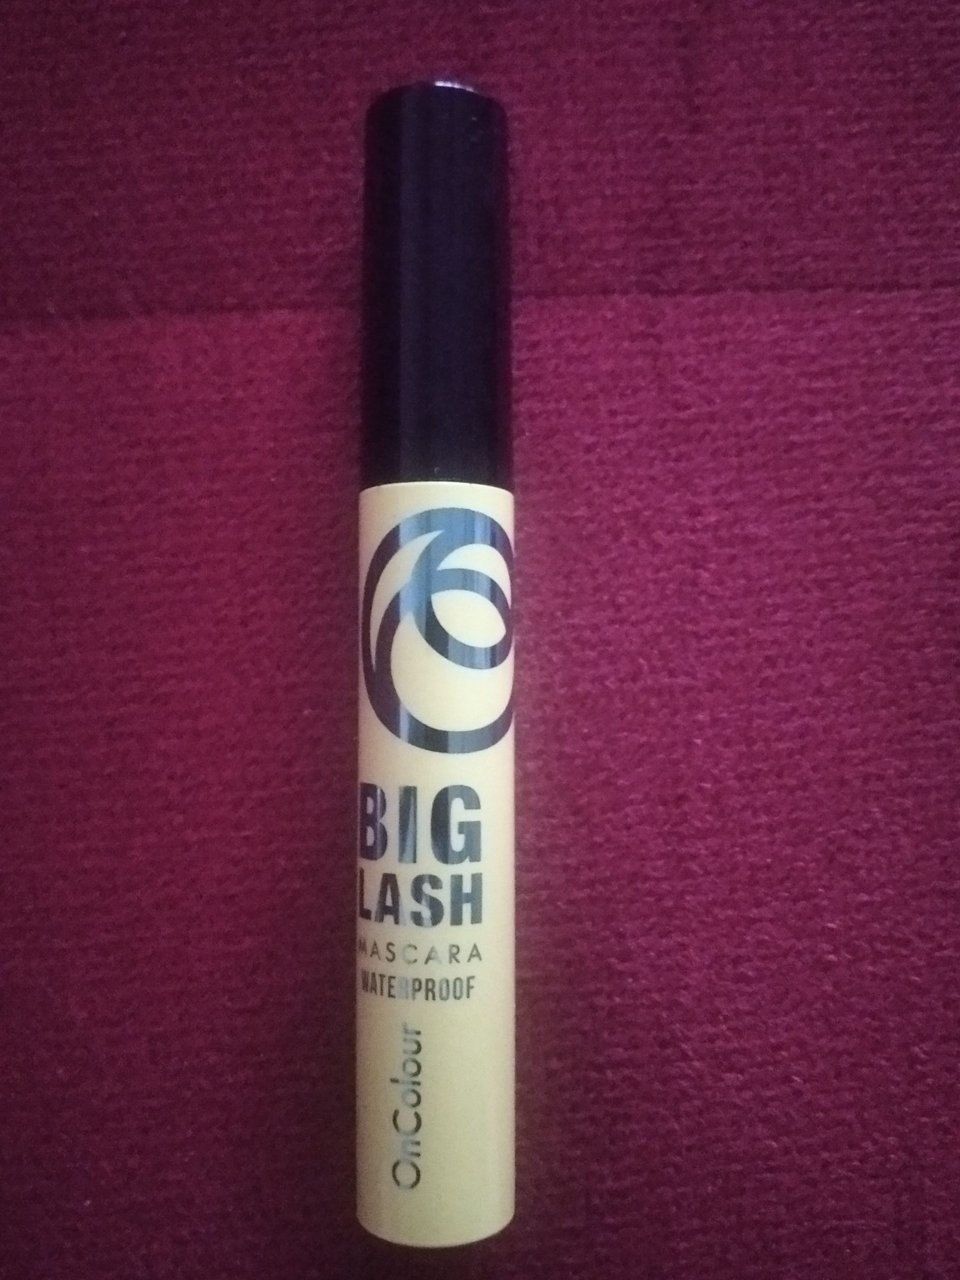 BIG
LASH
MASCARA
WATERPROOF
OnColour